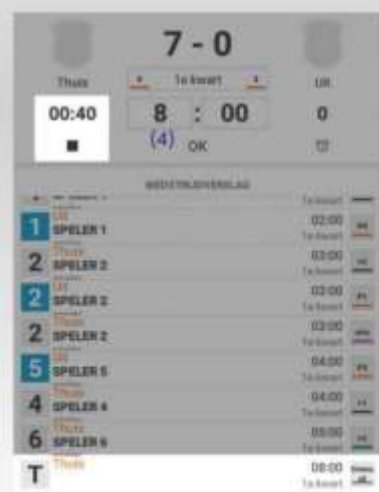 7 - 0
Thuis
1e kwart
Uit
00:40
8 : 00
0
(4) OK
WEDSTRIJDVERSLAG
1e kwart
Uit
1 SPELER 1
02:00
1e kwart
Thuis
2 SPELER 2
03:00
1e kwart
Uit
2 SPELER 2
03:00
1e kwart
Thuis
2 SPELER 2
03:00
1e kwart
Uit
5 SPELER 5
04:00
1e kwart
Thuis
4 SPELER 4
04:00
1e kwart
Thuis
6 SPELER 6
05:00
1e kwart
T Thuis
08:00
1e kwart